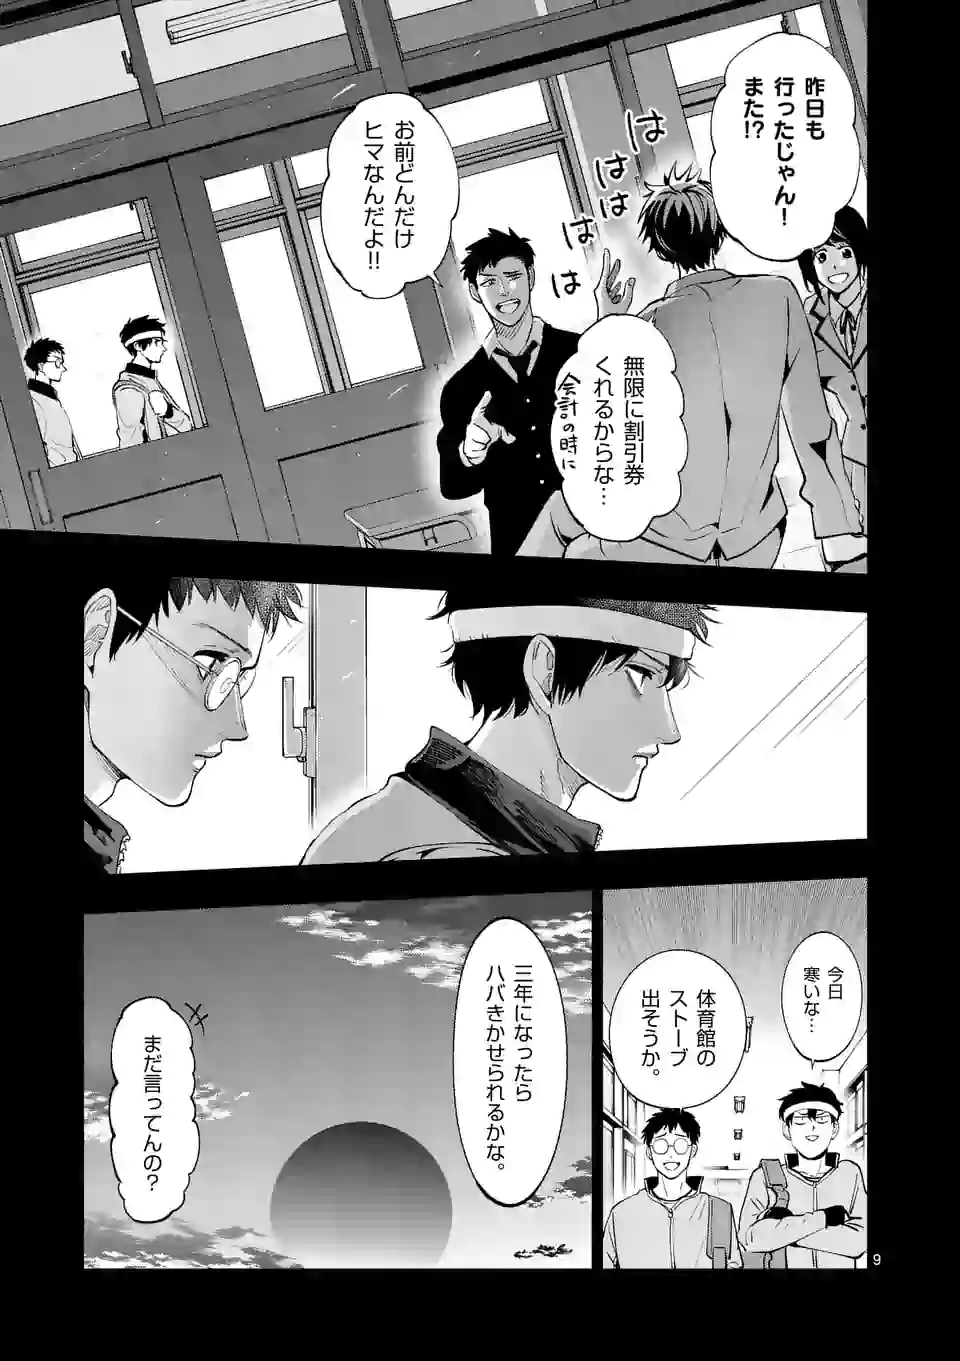 昨日も
行ったじゃん!
また!?
ははははは
無限に割引券
くれるからな…
会計の時に
お前どんだけ
ヒマなんだよ!!
今日
寒いな…
体育館の
ストーブ
出そうか。
三年になったら
ハバきかせられるかな。
まだ言ってんの?
9